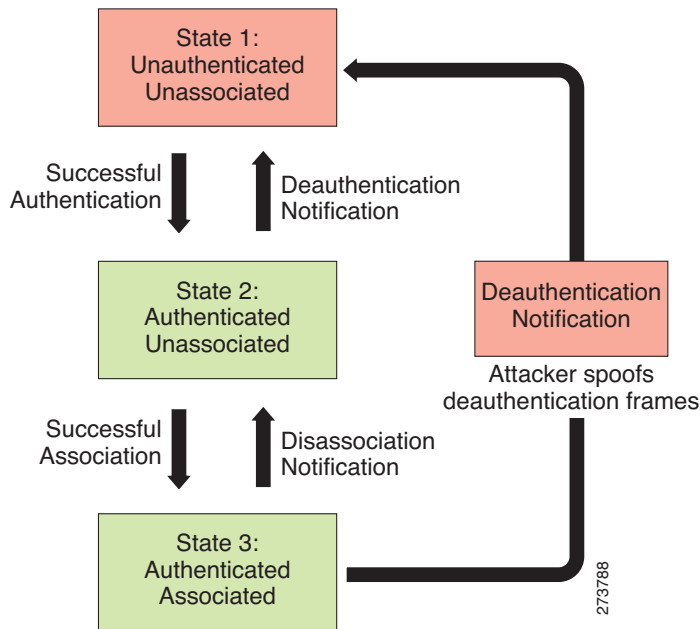 State 1:
Unauthenticated
Unassociated
Successful
Authentication
Deauthentication
Notification
State 2:
Authenticated
Unassociated
Deauthentication
Notification
Attacker spoofs
deauthentication frames
Successful
Association
Disassociation
Notification
State 3:
Authenticated
Associated
273788